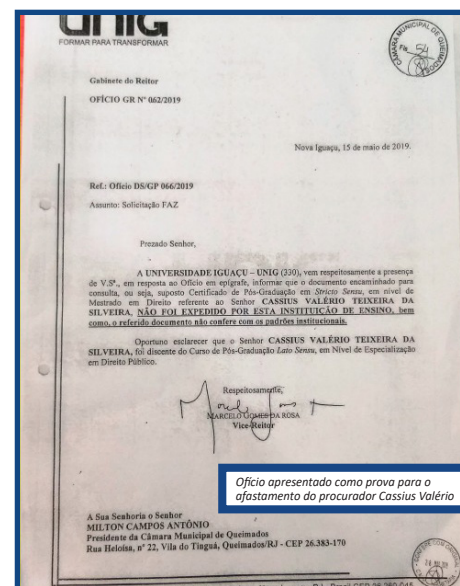 UNIG
FORMAR PARA TRANSFORMAR
CÂMARA MUNICIPAL DE QUEIMADOS
Fls. 54
Gabinete do Reitor
OFÍCIO GR Nº 062/2019
Nova Iguaçu, 15 de maio de 2019.
Ref.: Ofício DS/GP 066/2019
Assunto: Solicitação FAZ
Prezado Senhor,
A UNIVERSIDADE IGUAÇU – UNIG (330), vem respeitosamente a presença
de V.Sª., em resposta ao Ofício em epígrafe, informar que o documento encaminhado para
consulta, ou seja, suposto Certificado de Pós-Graduação em Stricto Sensu, em nível de
Mestrado em Direito referente ao Senhor CASSIUS VALÉRIO TEIXEIRA DA
SILVEIRA, NÃO FOI EXPEDIDO POR ESTA INSTITUIÇÃO DE ENSINO, bem
como, o referido documento não confere com os padrões institucionais.
Oportuno esclarecer que o Senhor CASSIUS VALÉRIO TEIXEIRA DA
SILVEIRA, foi discente do Curso de Pós-Graduação Lato Sensu, em Nível de Especialização
em Direito Público.
Respeitosamente,
MARCELO GOMES DA ROSA
Vice-Reitor
Ofício apresentado como prova para o
afastamento do procurador Cassius Valério
A Sua Senhoria o Senhor
MILTON CAMPOS ANTÔNIO
Presidente da Câmara Municipal de Queimados
Rua Heloisa, nº 22, Vila do Tinguá, Queimados/RJ - CEP 26.383-170